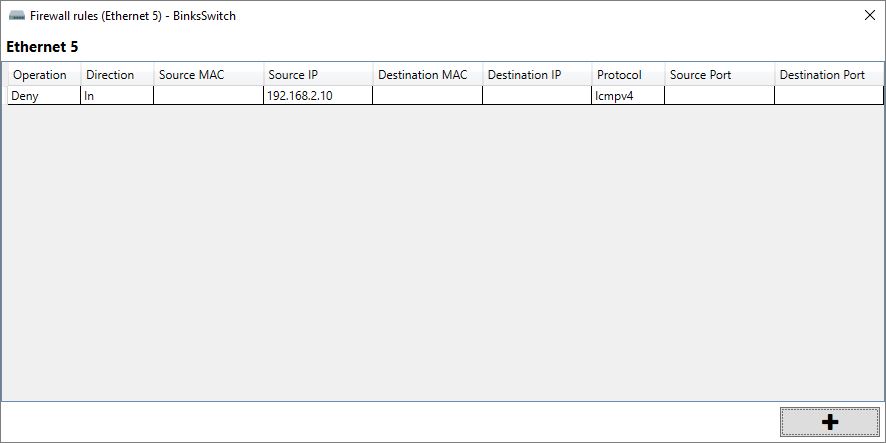 Firewall rules (Ethernet 5) - BinksSwitch
Ethernet 5
Operation Direction Source MAC Source IP Destination MAC Destination IP Protocol Source Port Destination Port
Deny In 192.168.2.10 Icmpv4